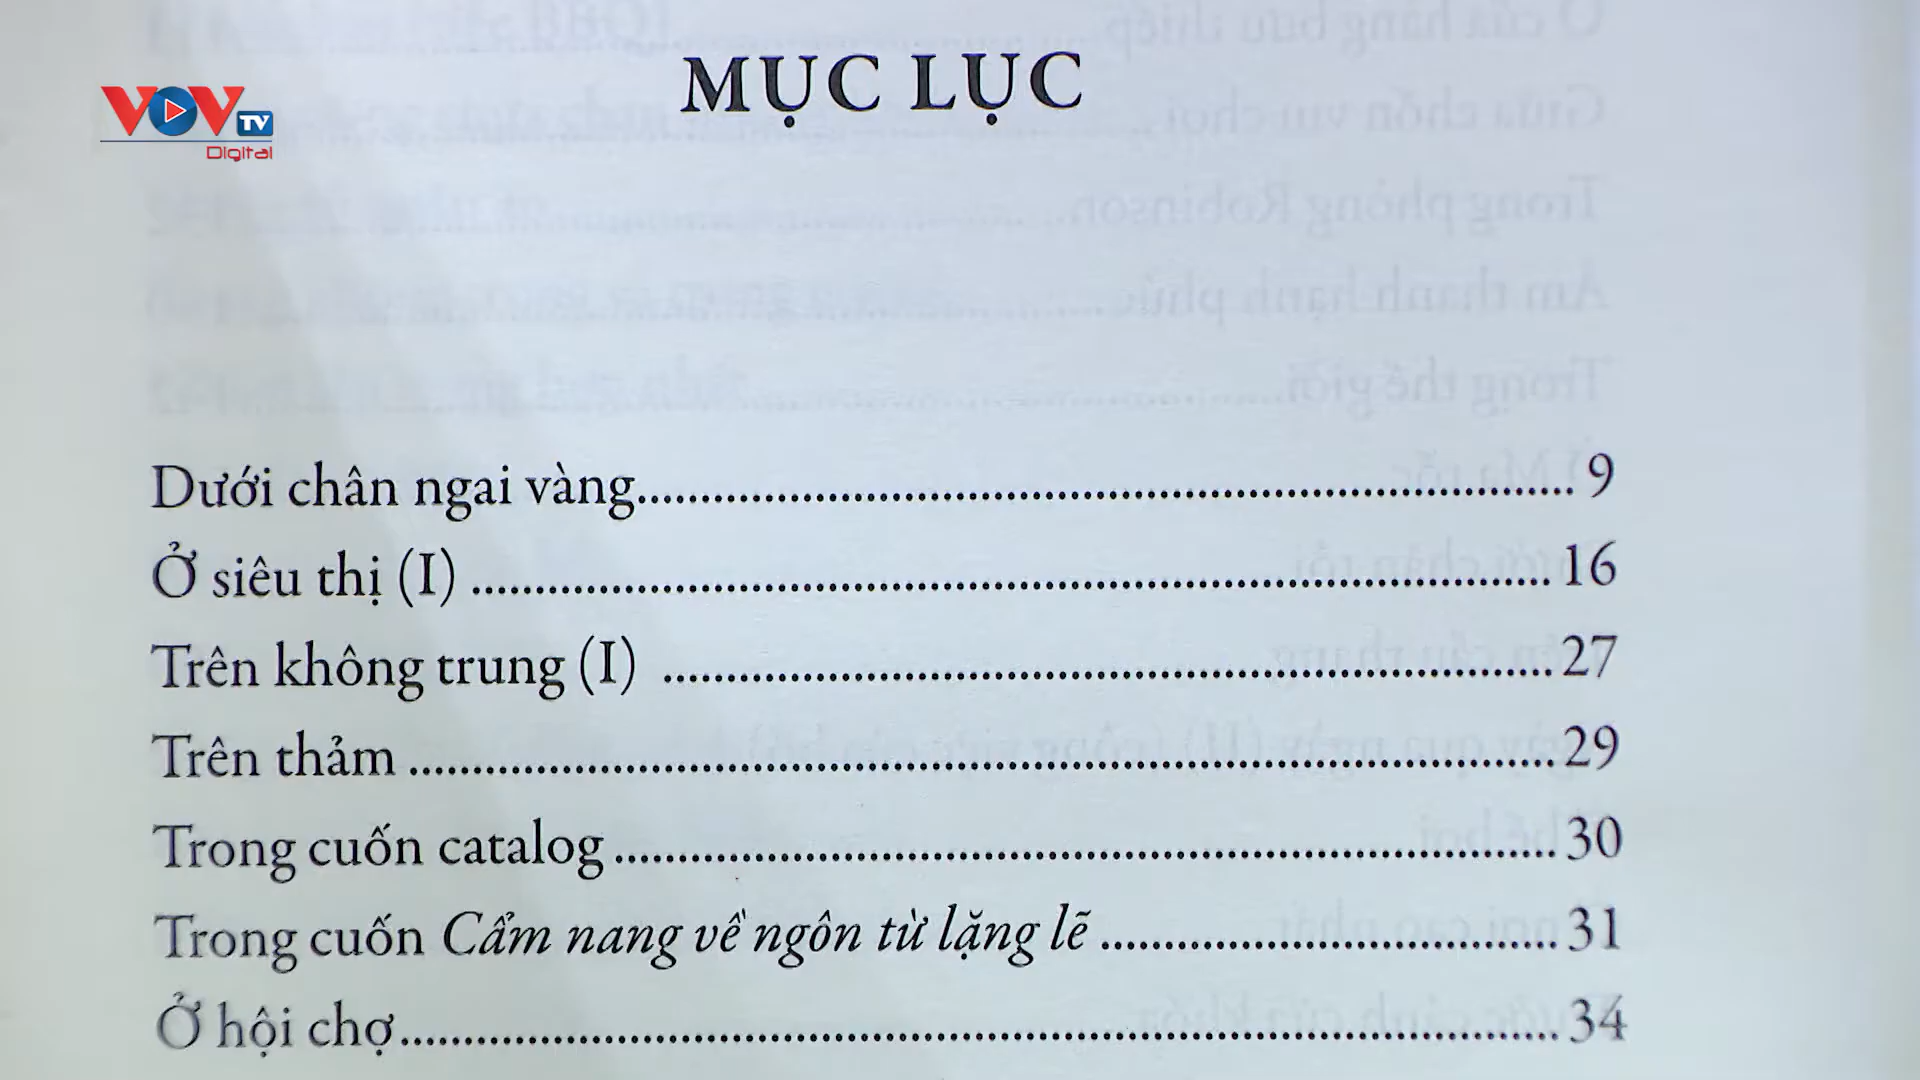 MỤC LỤC
VOV TV
Digital
Dưới chân ngai vàng.......... 9
Ở siêu thị (I) .......... 16
Trên không trung (I) .......... 27
Trên thảm .......... 29
Trong cuốn catalog .......... 30
Trong cuốn Cẩm nang về ngôn từ lặng lẽ .......... 31
Ở hội chợ .......... 34